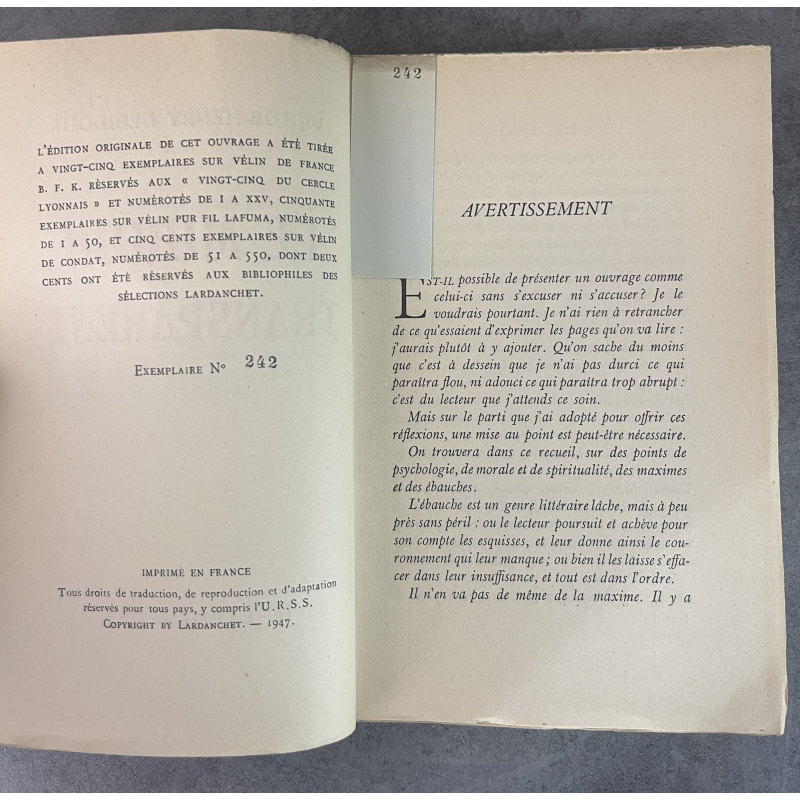 L'ÉDITION ORIGINALE DE CET OUVRAGE A ÉTÉ TIRÉE
A VINGT-CINQ EXEMPLAIRES SUR VÉLIN DE FRANCE
B. F. K. RÉSERVÉS AUX « VINGT-CINQ DU CERCLE
LYONNAIS » ET NUMÉROTÉS DE I A XXV, CINQUANTE
EXEMPLAIRES SUR VÉLIN PUR FIL LAFUMA, NUMÉROTÉS
DE 1 A 50, ET CINQ CENTS EXEMPLAIRES SUR VÉLIN
DE CONDAT, NUMÉROTÉS DE 51 A 550, DONT DEUX
CENTS ONT ÉTÉ RÉSERVÉS AUX BIBLIOPHILES DES
SÉLECTIONS LARDANCHET.
EXEMPLAIRE N° 242
IMPRIMÉ EN FRANCE
Tous droits de traduction, de reproduction et d'adaptation
réservés pour tous pays, y compris l'U.R.S.S.
COPYRIGHT BY LARDANCHET. — 1947.
242
AVERTISSEMENT
EST-IL possible de présenter un ouvrage comme
celui-ci sans s'excuser ni s'accuser? Je le
voudrais pourtant. Je n'ai rien à retrancher
de ce qu'essaient d'exprimer les pages qu'on va lire :
j'aurais plutôt à y ajouter. Qu'on sache du moins
que c'est à dessein que je n'ai pas durci ce qui
paraîtra flou, ni adouci ce qui paraîtra trop abrupt :
c'est du lecteur que j'attends ce soin.
Mais sur le parti que j'ai adopté pour offrir ces
réflexions, une mise au point est peut-être nécessaire.
On trouvera dans ce recueil, sur des points de
psychologie, de morale et de spiritualité, des maximes
et des ébauches.
L'ébauche est un genre littéraire lâche, mais à peu
près sans péril : ou le lecteur poursuit et achève pour
son compte les esquisses, et leur donne ainsi le cou-
ronnement qui leur manque ; ou bien il les laisse s'effa-
cer dans leur insuffisance, et tout est dans l'ordre.
Il n'en va pas de même de la maxime. Il y a